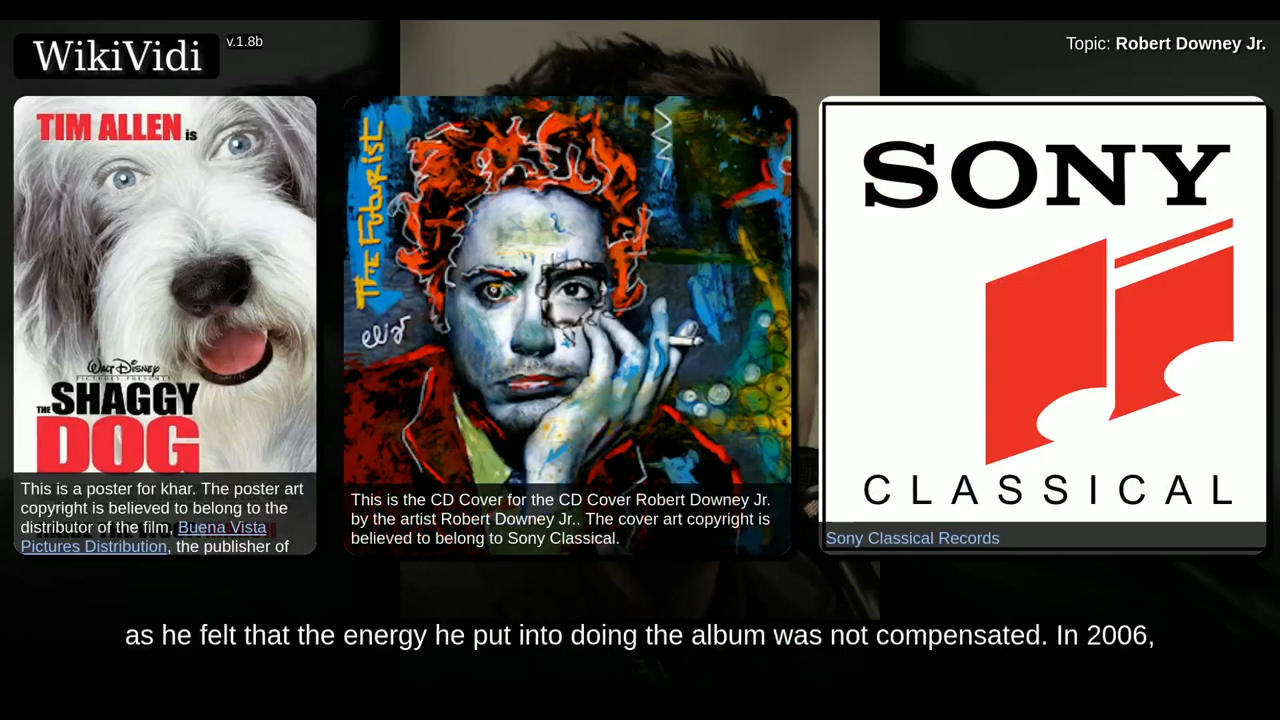 WikiVidi
v.1.8b
Topic: Robert Downey Jr.
TIM ALLEN is
WALT DISNEY
PICTURES PRESENTS
THE SHAGGY
DOG
This is a poster for khar. The poster art
copyright is believed to belong to the
distributor of the film, Buena Vista
Pictures Distribution, the publisher of
The Futurist
This is the CD Cover for the CD Cover Robert Downey Jr.
by the artist Robert Downey Jr.. The cover art copyright is
believed to belong to Sony Classical.
SONY
CLASSICAL
Sony Classical Records
as he felt that the energy he put into doing the album was not compensated. In 2006,